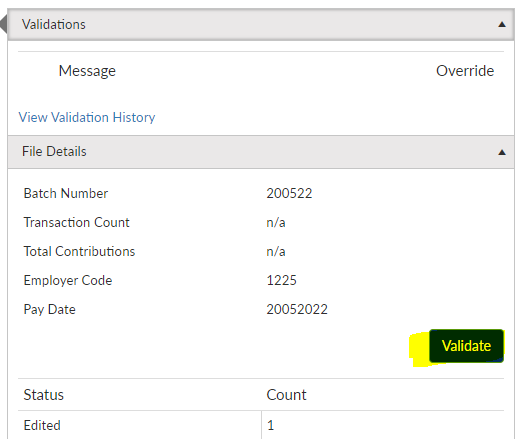 Validations
Message Override
View Validation History
File Details
Batch Number 200522
Transaction Count n/a
Total Contributions n/a
Employer Code 1225
Pay Date 20052022
Validate
Status Count
Edited 1